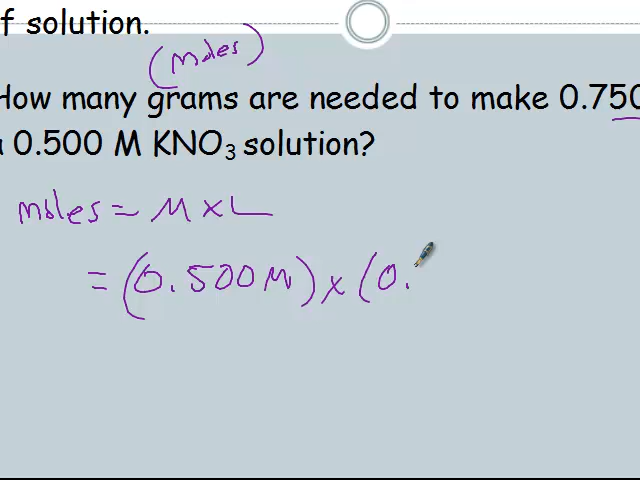 f solution.
(moles)
How many grams are needed to make 0.750
a 0.500 M KNO₃ solution?
moles = M x L
= (0.500 M) x (0.